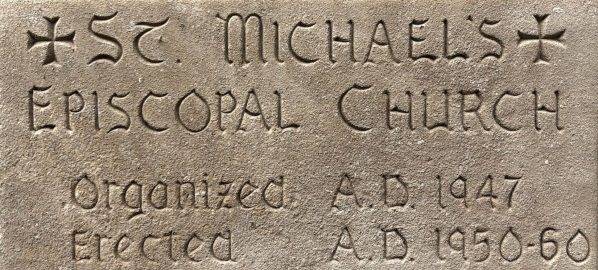 ✠ St. Michael's ✠
Episcopal Church
Organized A.D. 1947
Erected A.D. 1950-60